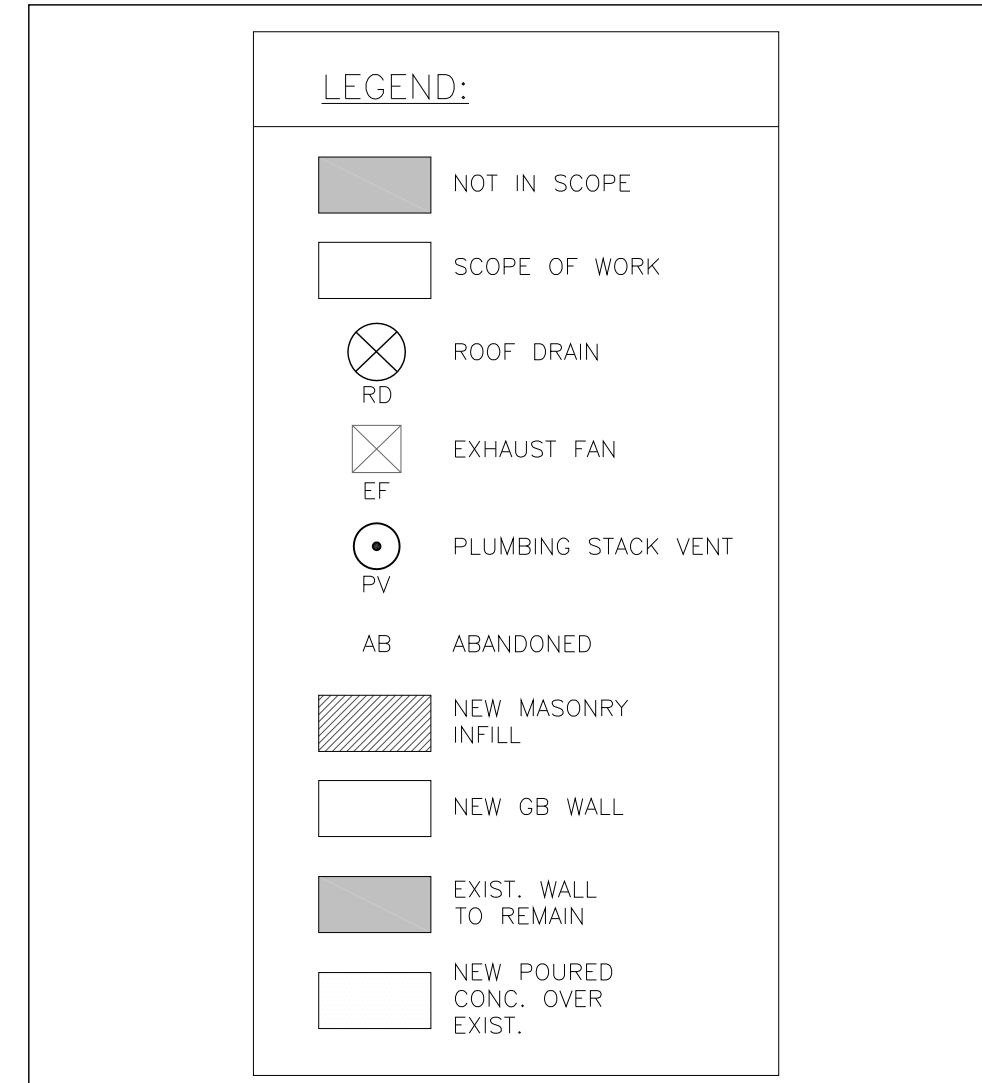 LEGEND:
NOT IN SCOPE
SCOPE OF WORK
ROOF DRAIN
RD
EXHAUST FAN
EF
PLUMBING STACK VENT
PV
AB ABANDONED
NEW MASONRY
INFILL
NEW GB WALL
EXIST. WALL
TO REMAIN
NEW POURED
CONC. OVER
EXIST.